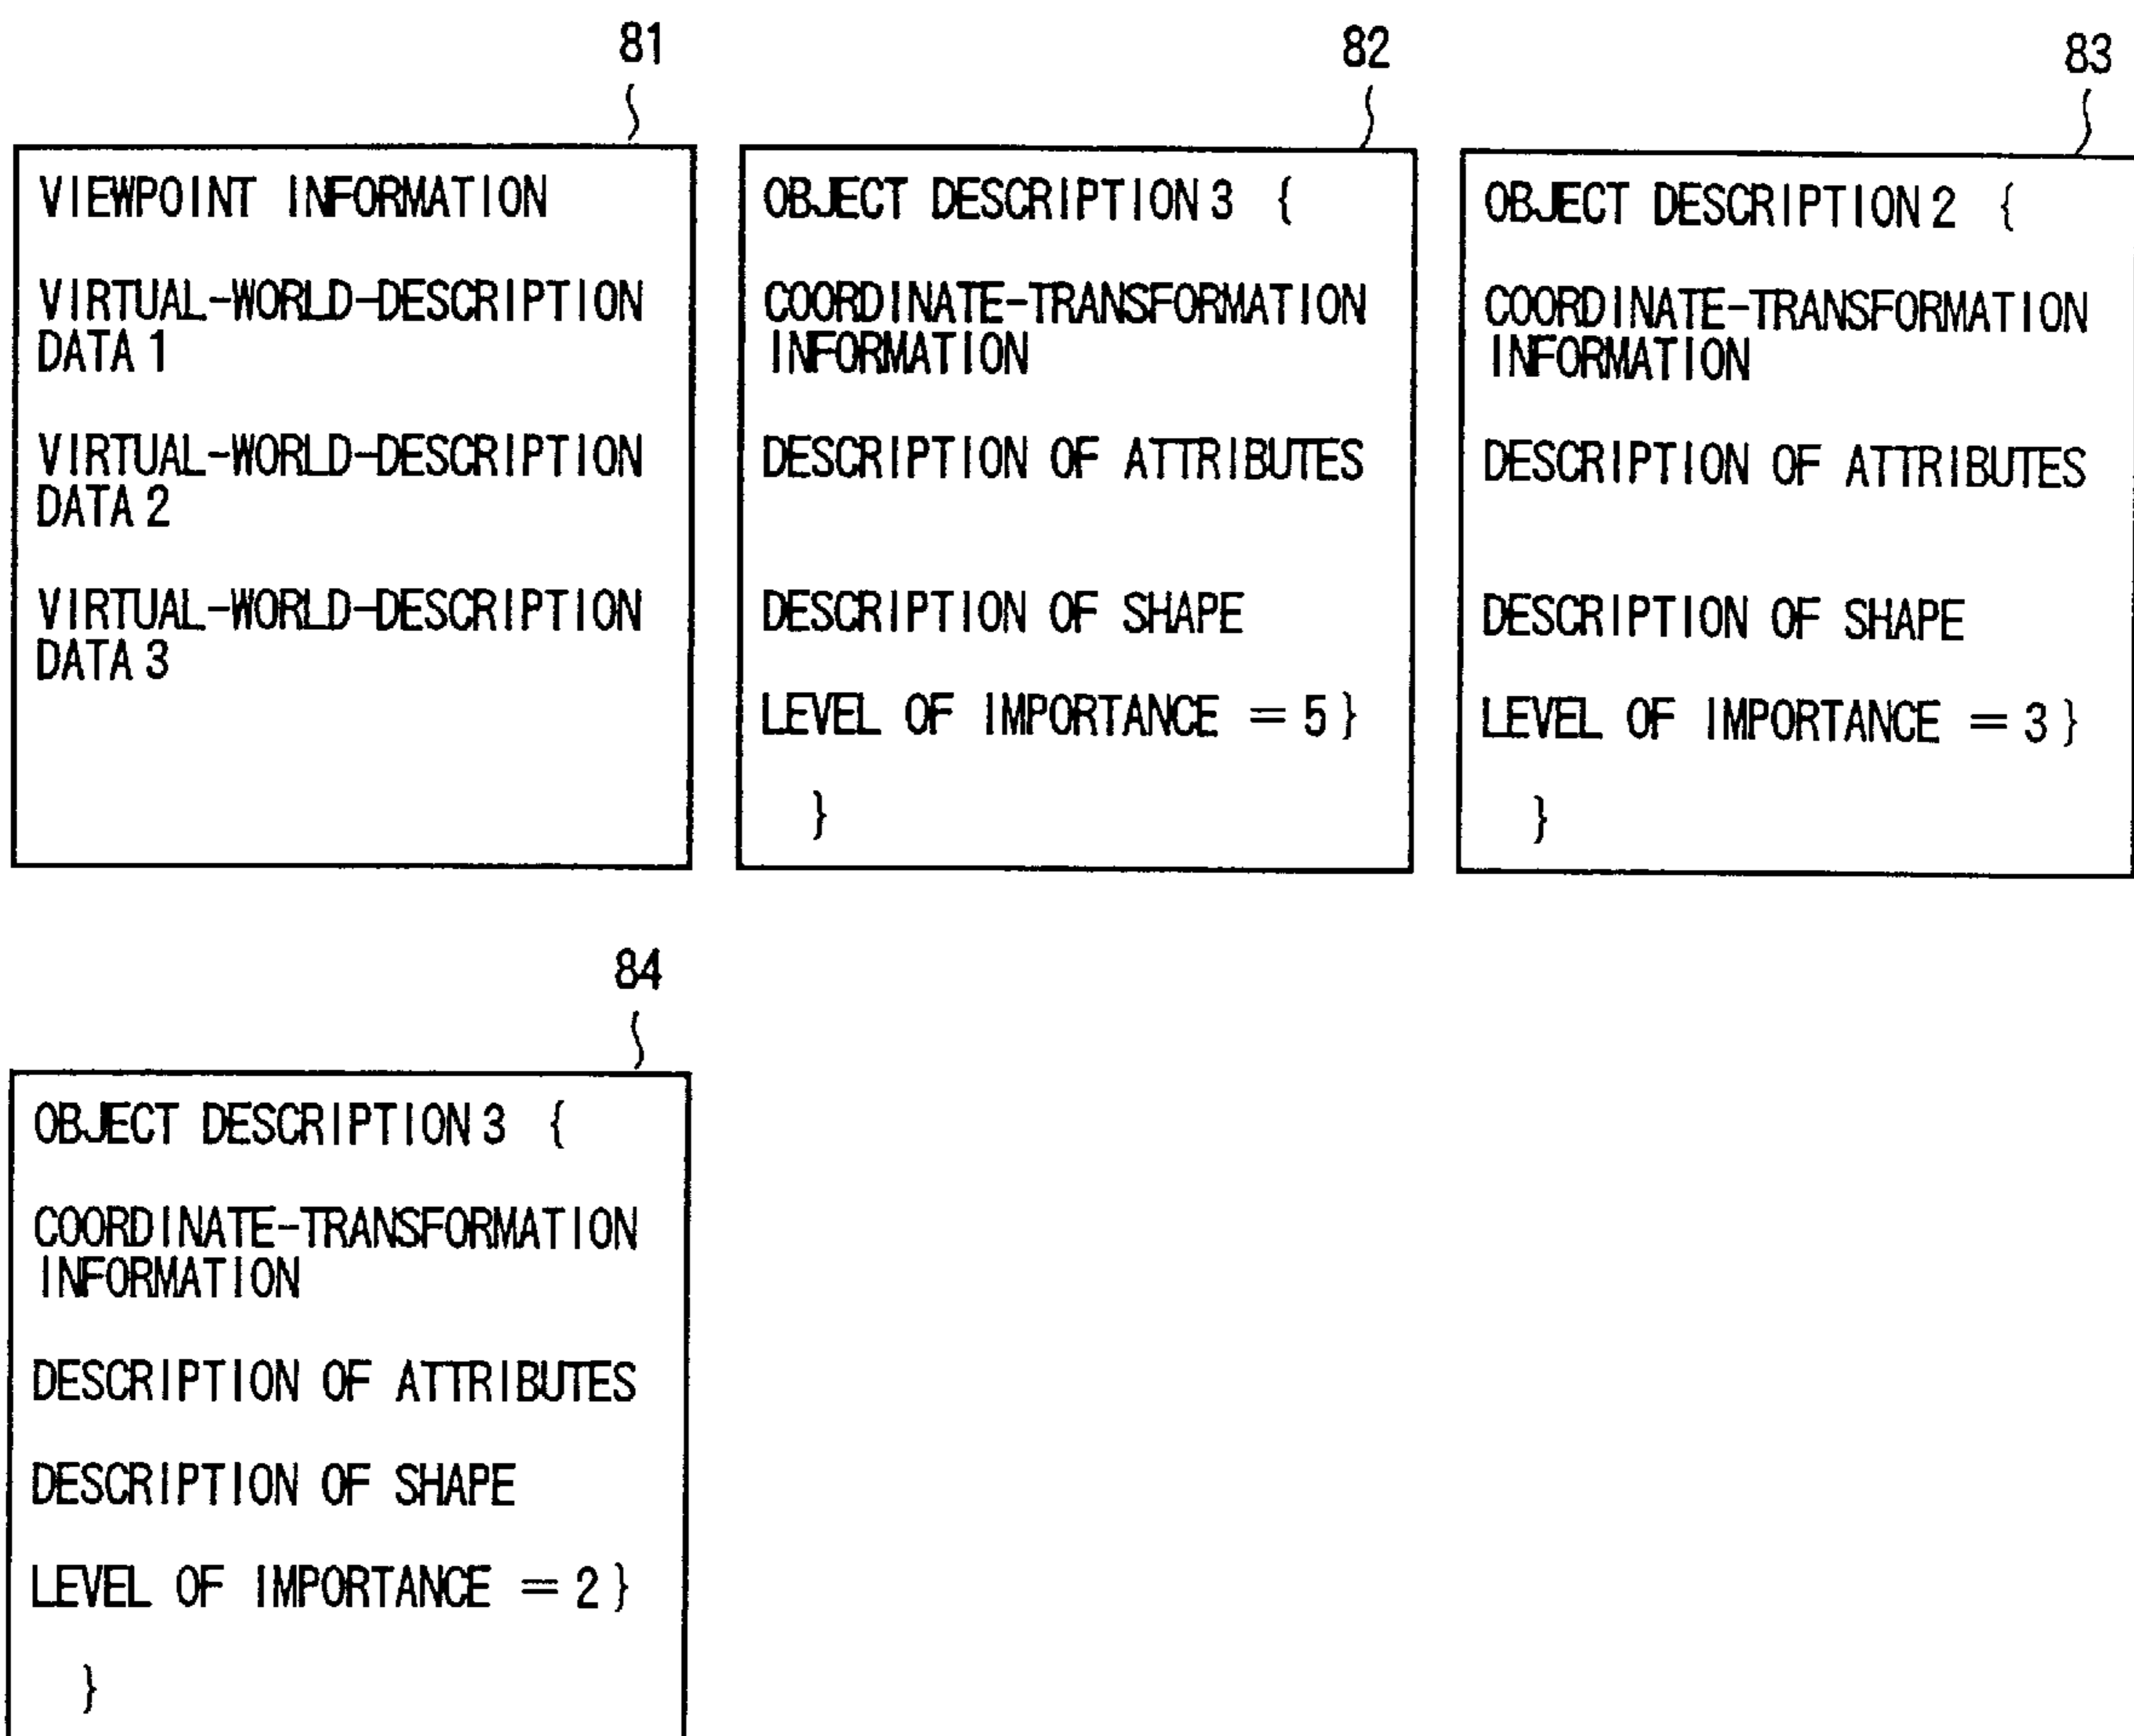 81
VIEWPOINT INFORMATION
VIRTUAL-WORLD-DESCRIPTION
DATA 1
VIRTUAL-WORLD-DESCRIPTION
DATA 2
VIRTUAL-WORLD-DESCRIPTION
DATA 3
82
OBJECT DESCRIPTION 3 {
COORDINATE-TRANSFORMATION
INFORMATION
DESCRIPTION OF ATTRIBUTES
DESCRIPTION OF SHAPE
LEVEL OF IMPORTANCE = 5 }
}
83
OBJECT DESCRIPTION 2 {
COORDINATE-TRANSFORMATION
INFORMATION
DESCRIPTION OF ATTRIBUTES
DESCRIPTION OF SHAPE
LEVEL OF IMPORTANCE = 3 }
}
84
OBJECT DESCRIPTION 3 {
COORDINATE-TRANSFORMATION
INFORMATION
DESCRIPTION OF ATTRIBUTES
DESCRIPTION OF SHAPE
LEVEL OF IMPORTANCE = 2 }
}